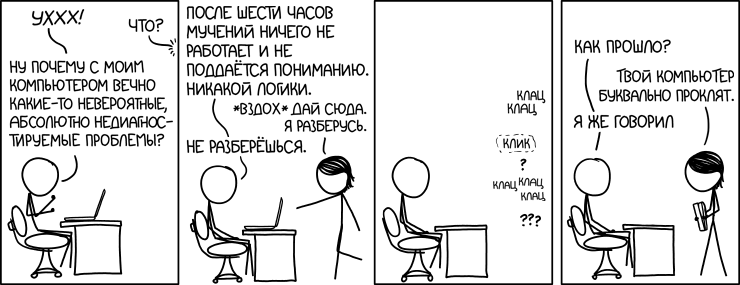 УХХХ!
НУ ПОЧЕМУ С МОИМ
КОМПЬЮТЕРОМ ВЕЧНО
КАКИЕ-ТО НЕВЕРОЯТНЫЕ,
АБСОЛЮТНО НЕДИАГНОС-
ТИРУЕМЫЕ ПРОБЛЕМЫ?
ЧТО?
ПОСЛЕ ШЕСТИ ЧАСОВ
МУЧЕНИЙ НИЧЕГО НЕ
РАБОТАЕТ И НЕ
ПОДДАЁТСЯ ПОНИМАНИЮ.
НИКАКОЙ ЛОГИКИ.
*ВЗДОХ* ДАЙ СЮДА.
Я РАЗБЕРУСЬ.
НЕ РАЗБЕРЁШЬСЯ.
КЛАЦ
КЛАЦ
КЛИК
?
КЛАЦ КЛАЦ
КЛАЦ
???
КАК ПРОШЛО?
ТВОЙ КОМПЬЮТЕР
БУКВАЛЬНО ПРОКЛЯТ.
Я ЖЕ ГОВОРИЛ